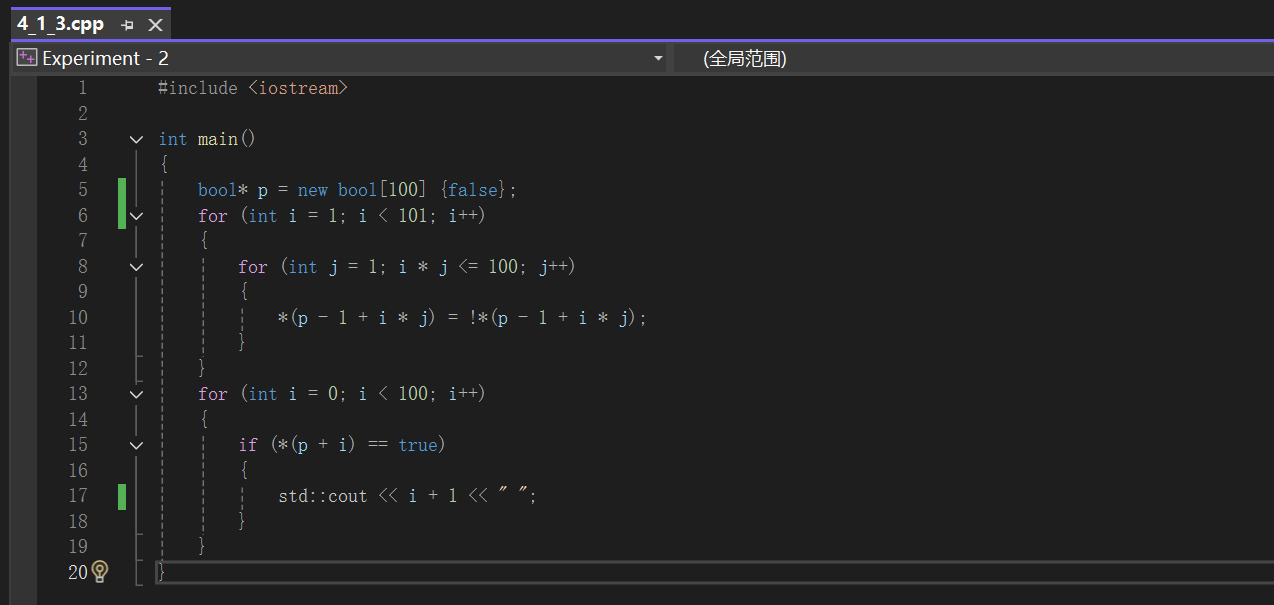 4_1_3.cpp
Experiment - 2 (全局范围)
1 #include <iostream>
2
3 int main()
4 {
5 bool* p = new bool[100] {false};
6 for (int i = 1; i < 101; i++)
7 {
8 for (int j = 1; i * j <= 100; j++)
9 {
10 *(p - 1 + i * j) = !*(p - 1 + i * j);
11 }
12 }
13 for (int i = 0; i < 100; i++)
14 {
15 if (*(p + i) == true)
16 {
17 std::cout << i + 1 << " ";
18 }
19 }
20 }